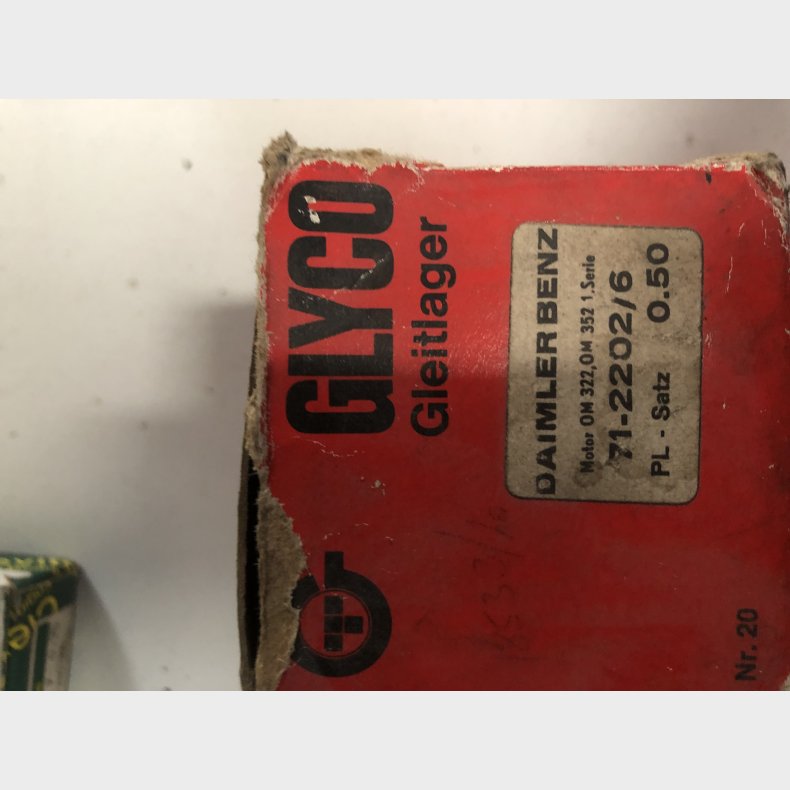 GLYCO
Gleitlager
DAIMLER BENZ
Motor OM 322,OM 352 1.Serie
71-2202/6
PL - Satz 0.50
Nr. 20